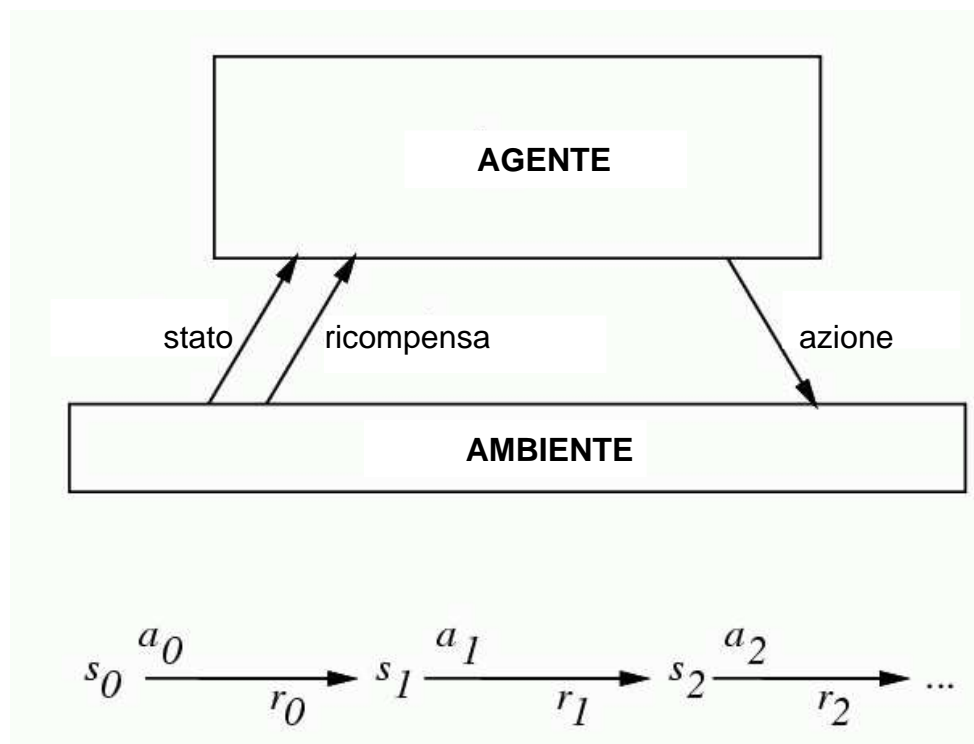 AGENTE
stato ricompensa azione
AMBIENTE
s0 a0 r0 s1 a1 r1 s2 a2 r2 ...